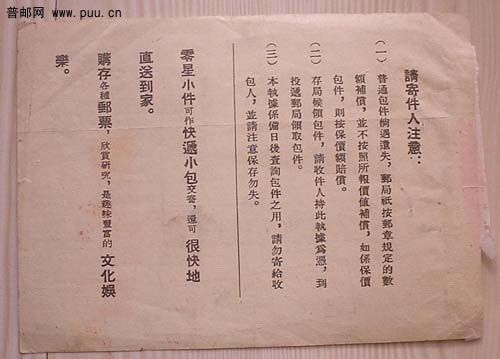 普邮网
www.puu.cn
請寄件人注意：
（一）普通包件倘遇遺失，郵局祇按郵章規定的數
額補償，並不按照所報價值補償，如係保價
包件，則按保價額賠償。
（二）存局候領包件，請收件人持此執據爲憑，到
投遞郵局領取包件。
（三）本執據係備日後查詢包件之用，請勿寄給收
包人，並請注意保存勿失。
零星小件可作快遞小包交寄，還可很快地
直送到家。
購存各種郵票，欣賞研究，是趣味豐富的文化娛
樂。